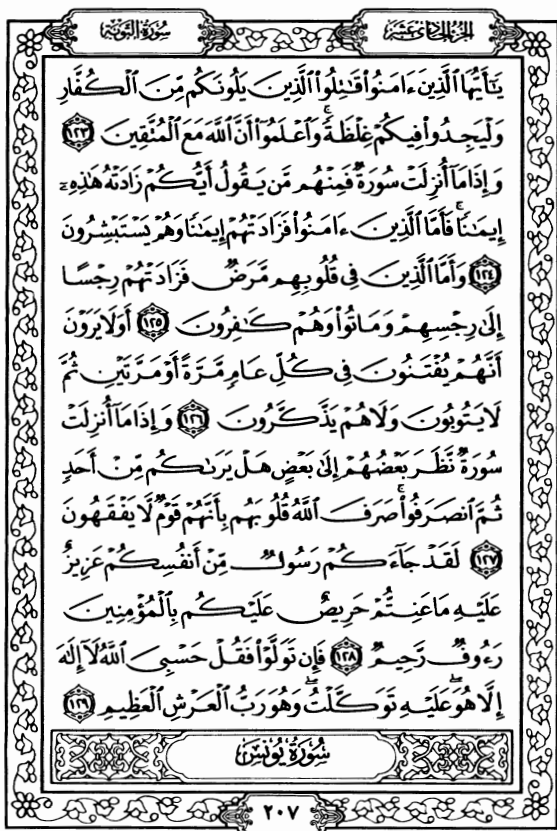 سورة التوبة
الجزء الحادي عشر
يَٰٓأَيُّهَا ٱلَّذِينَ ءَامَنُوا۟ قَٰتِلُوا۟ ٱلَّذِينَ يَلُونَكُم مِّنَ ٱلْكُفَّارِ
وَلْيَجِدُوا۟ فِيكُمْ غِلْظَةً ۚ وَٱعْلَمُوٓا۟ أَنَّ ٱللَّهَ مَعَ ٱلْمُتَّقِينَ ١٢٣
وَإِذَا مَآ أُنزِلَتْ سُورَةٌ فَمِنْهُم مَّن يَقُولُ أَيُّكُمْ زَادَتْهُ هَٰذِهِۦٓ
إِيمَٰنًا ۚ فَأَمَّا ٱلَّذِينَ ءَامَنُوا۟ فَزَادَتْهُمْ إِيمَٰنًا وَهُمْ يَسْتَبْشِرُونَ
١٢٤ وَأَمَّا ٱلَّذِينَ فِى قُلُوبِهِم مَّرَضٌ فَزَادَتْهُمْ رِجْسًا
إِلَىٰ رِجْسِهِمْ وَمَاتُوا۟ وَهُمْ كَٰفِرُونَ ١٢٥ أَوَلَا يَرَوْنَ
أَنَّهُمْ يُفْتَنُونَ فِى كُلِّ عَامٍ مَّرَّةً أَوْ مَرَّتَيْنِ ثُمَّ
لَا يَتُوبُونَ وَلَا هُمْ يَذَّكَّرُونَ ١٢٦ وَإِذَا مَآ أُنزِلَتْ
سُورَةٌ نَّظَرَ بَعْضُهُمْ إِلَىٰ بَعْضٍ هَلْ يَرَىٰكُم مِّنْ أَحَدٍ
ثُمَّ ٱنصَرَفُوا۟ ۚ صَرَفَ ٱللَّهُ قُلُوبَهُم بِأَنَّهُمْ قَوْمٌ لَّا يَفْقَهُونَ
١٢٧ لَقَدْ جَآءَكُمْ رَسُولٌ مِّنْ أَنفُسِكُمْ عَزِيزٌ
عَلَيْهِ مَا عَنِتُّمْ حَرِيصٌ عَلَيْكُم بِٱلْمُؤْمِنِينَ
رَءُوفٌ رَّحِيمٌ ١٢٨ فَإِن تَوَلَّوْا۟ فَقُلْ حَسْبِىَ ٱللَّهُ لَآ إِلَٰهَ
إِلَّا هُوَ ۖ عَلَيْهِ تَوَكَّلْتُ ۖ وَهُوَ رَبُّ ٱلْعَرْشِ ٱلْعَظِيمِ ١٢٩
سُورَةُ يُونُسَ
٢٠٧